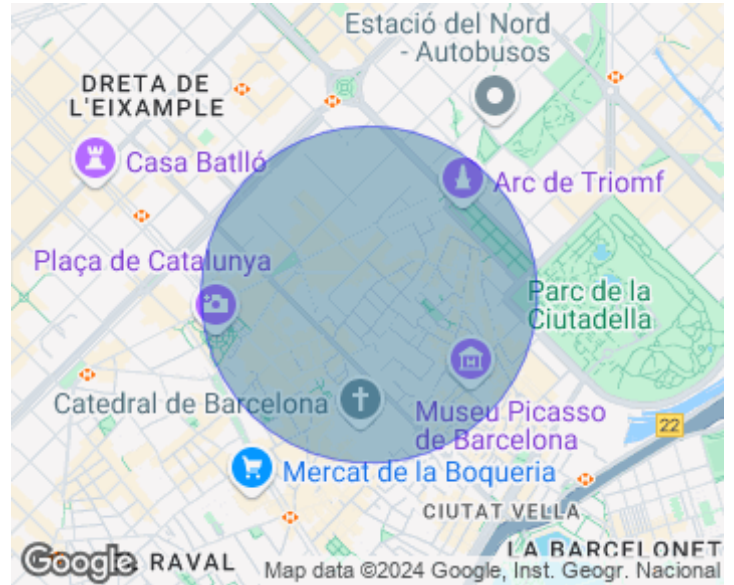 Estació del Nord
- Autobusos
DRETA DE
L'EIXAMPLE
Casa Batlló
Arc de Triomf
Plaça de Catalunya
Parc de la
Ciutadella
Catedral de Barcelona
Museu Picasso
de Barcelona
22
Mercat de la Boqueria
CIUTAT VELLA
LA BARCELONET
Google
RAVAL
Map data ©2024 Google, Inst. Geogr. Nacional